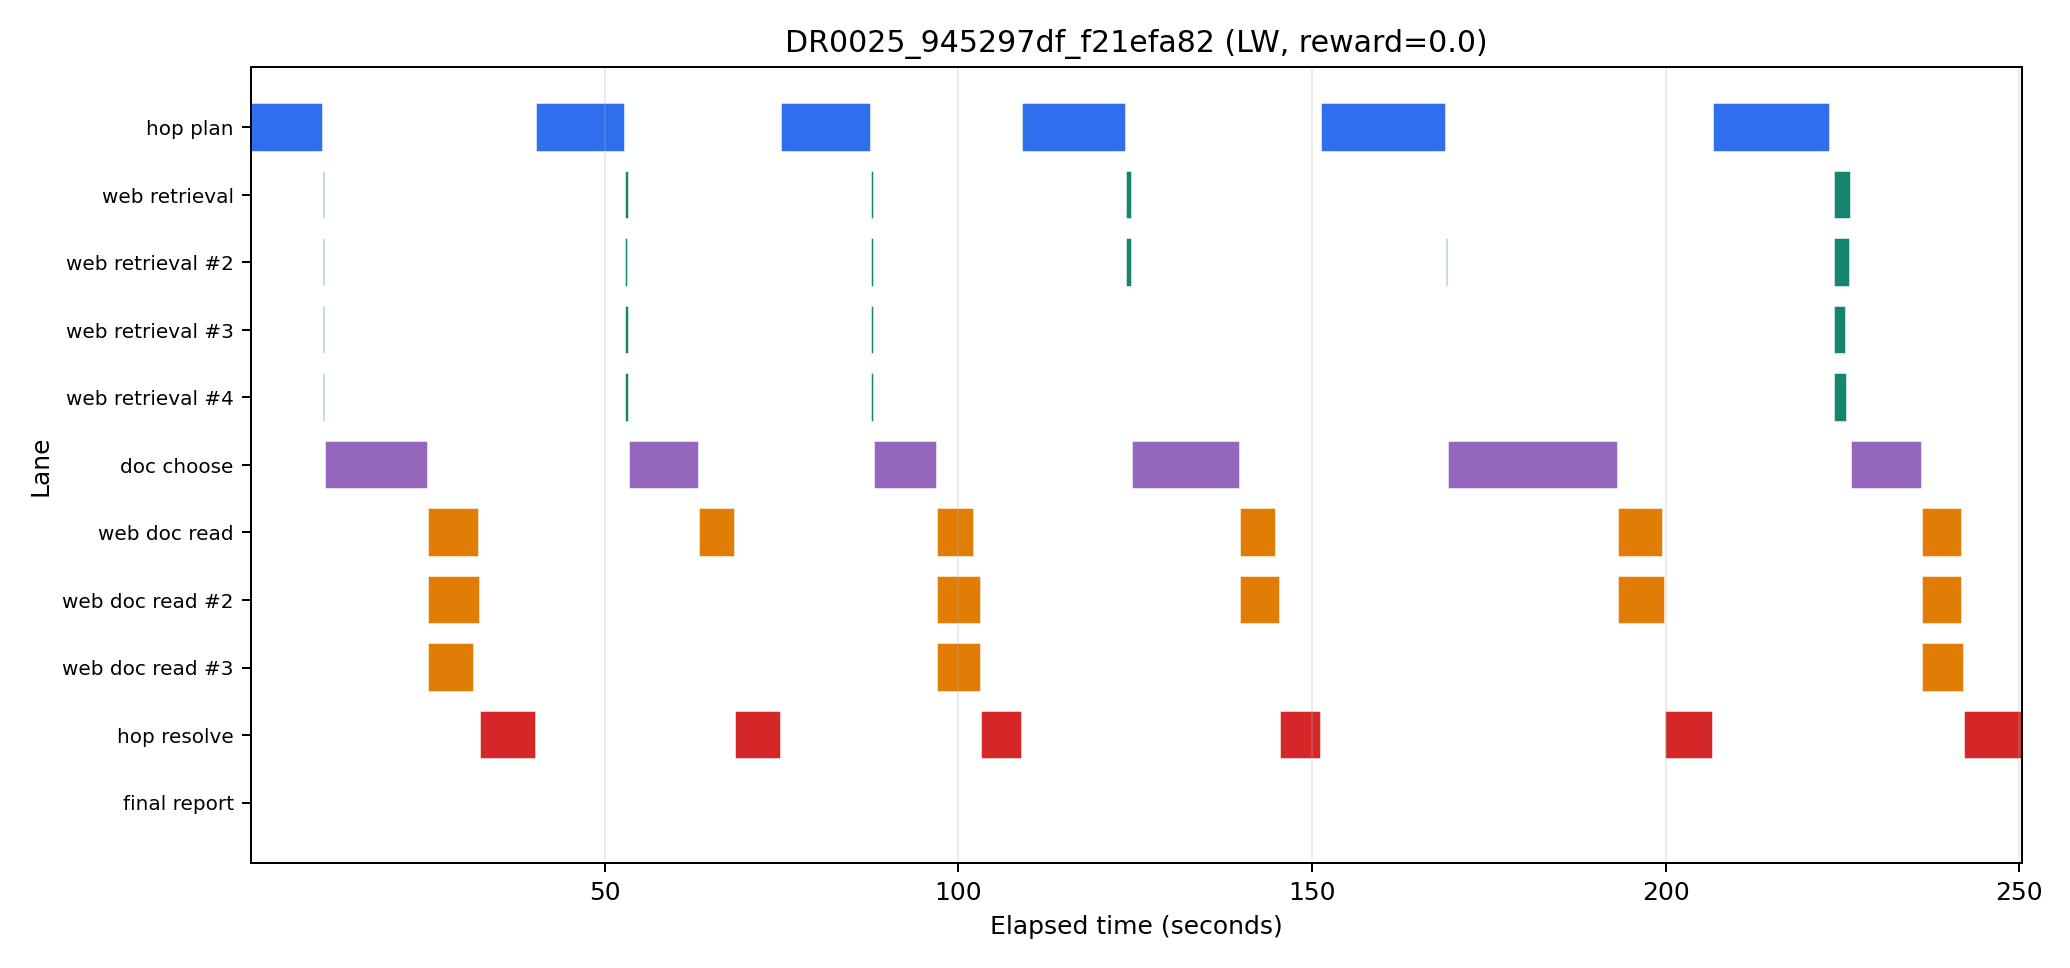 DR0025_945297df_f21efa82 (LW, reward=0.0)
hop plan
web retrieval
web retrieval #2
web retrieval #3
web retrieval #4
doc choose
web doc read
web doc read #2
web doc read #3
hop resolve
final report
Lane
50 100 150 200 250
Elapsed time (seconds)